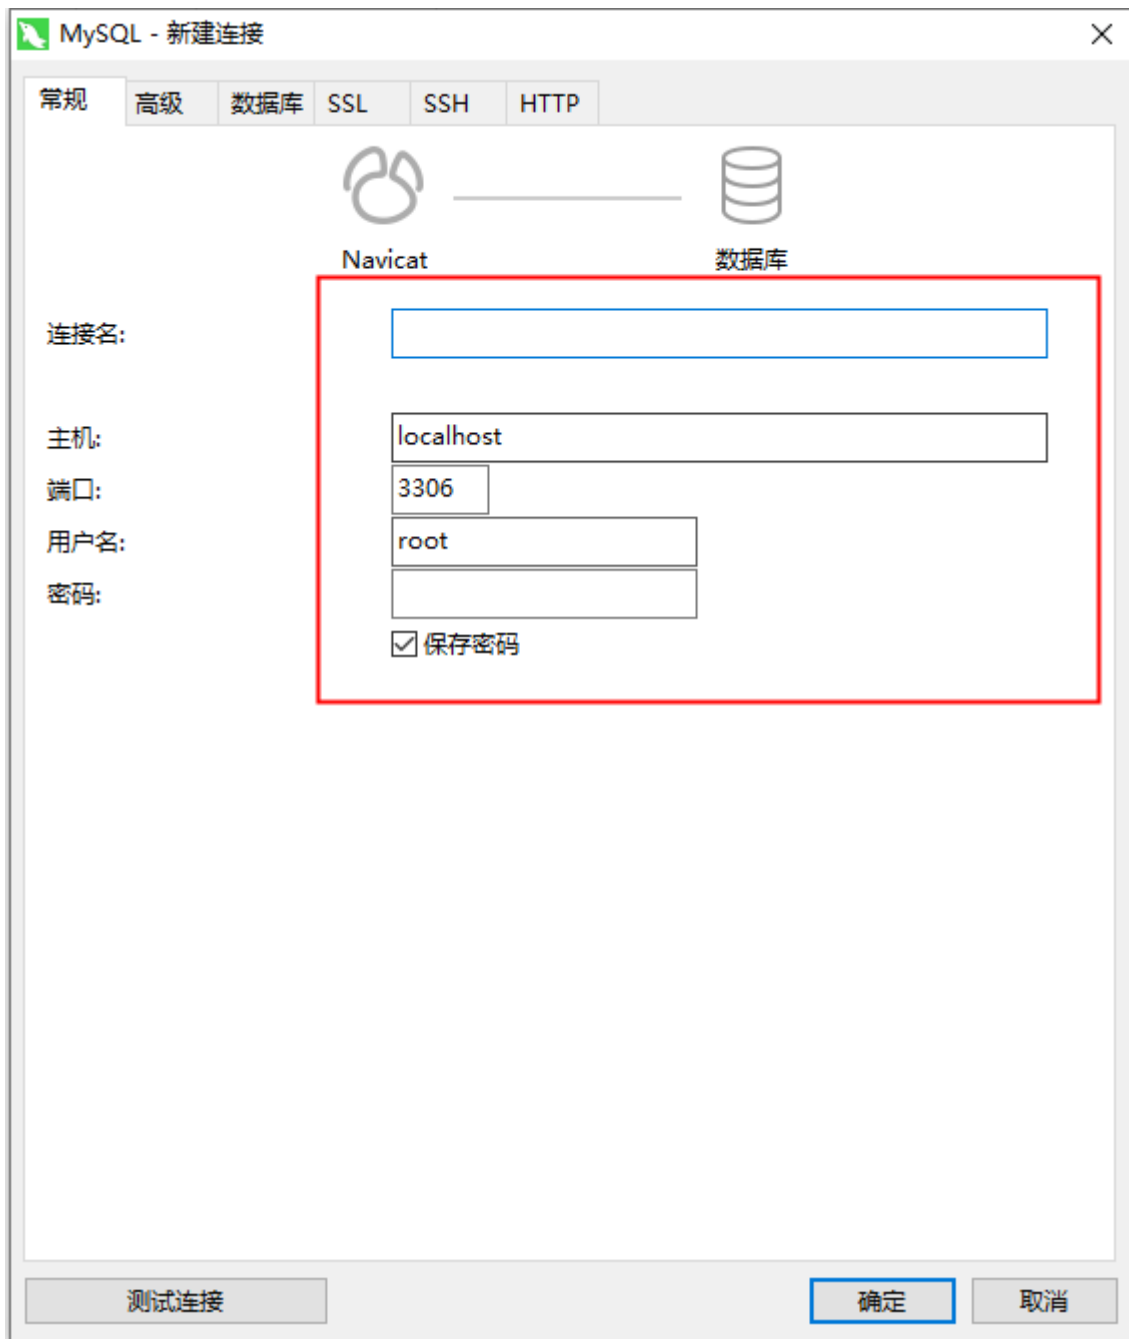 MySQL - 新建连接
常规 高级 数据库 SSL SSH HTTP
Navicat 数据库
连接名:
主机: localhost
端口: 3306
用户名: root
密码:
保存密码
测试连接 确定 取消